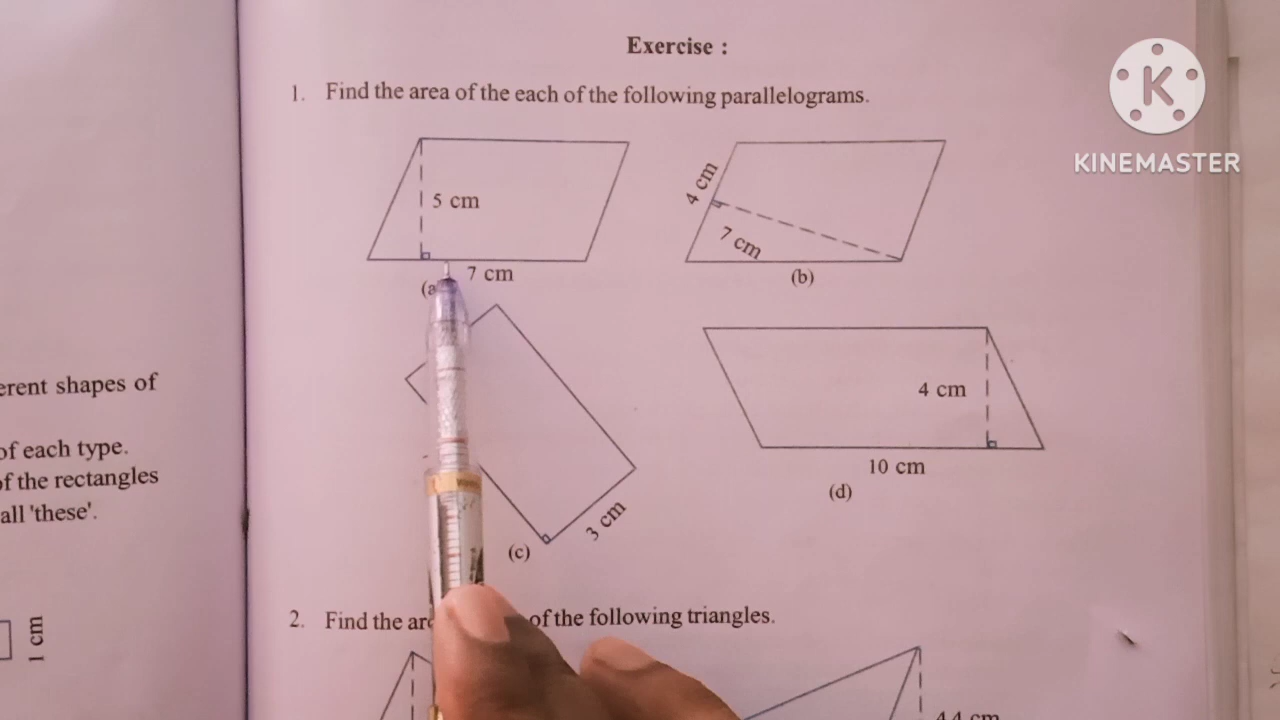 Exercise :
K
KINEMASTER
1. Find the area of the each of the following parallelograms.
5 cm
7 cm
(a
4 cm
7 cm
(b)
3 cm
(c)
4 cm
10 cm
(d)
2. Find the of the following triangles.
erent shapes of
of each type.
of the rectangles
all 'these'.
1 cm